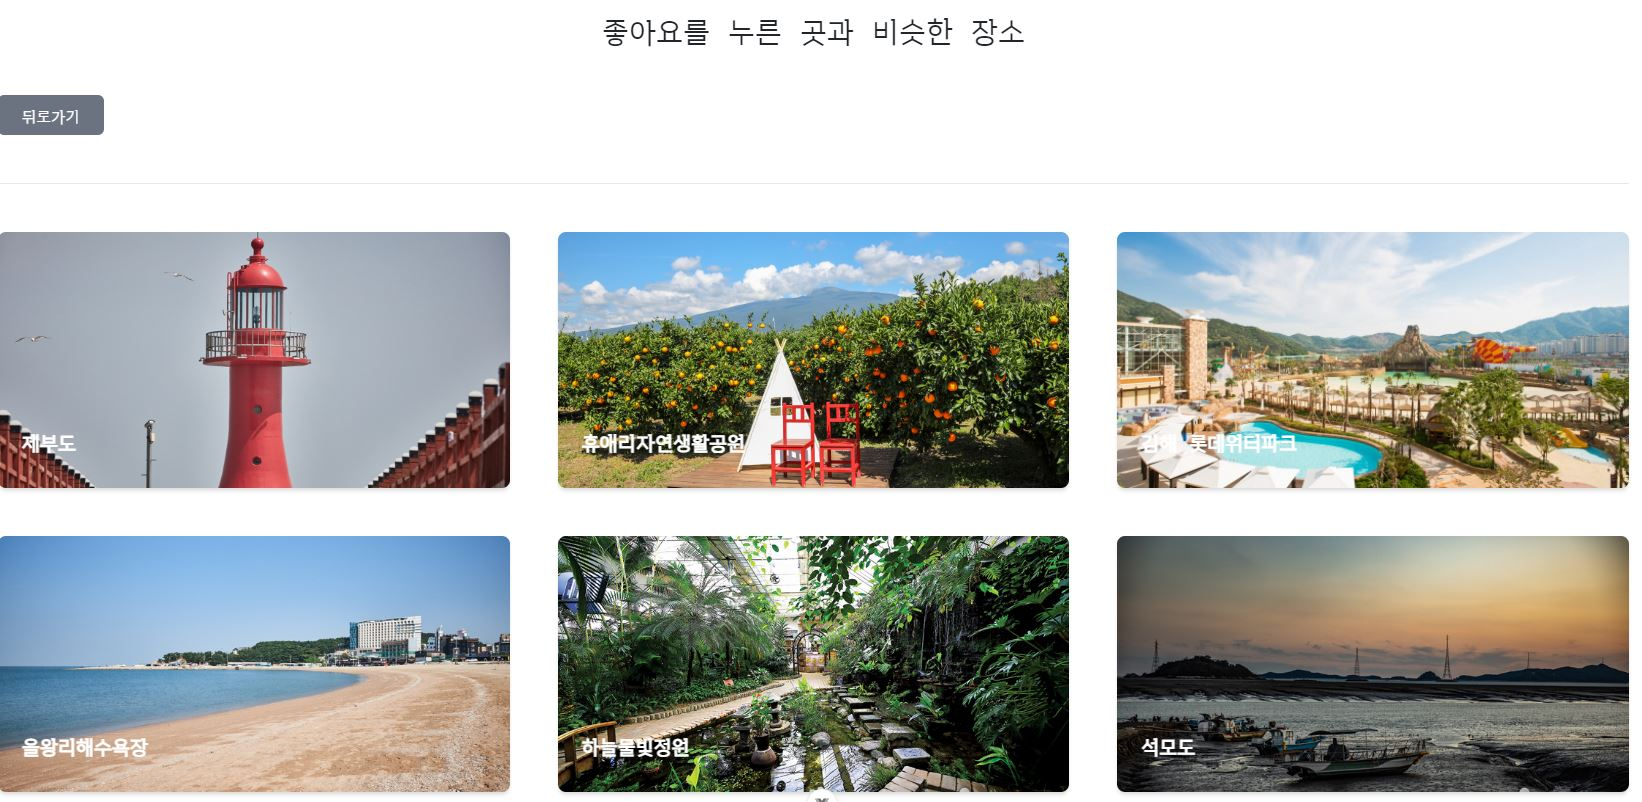 좋아요를 누른 곳과 비슷한 장소
뒤로가기
제부도
휴애리자연생활공원
김해 롯데워터파크
을왕리해수욕장
하늘물빛정원
석모도